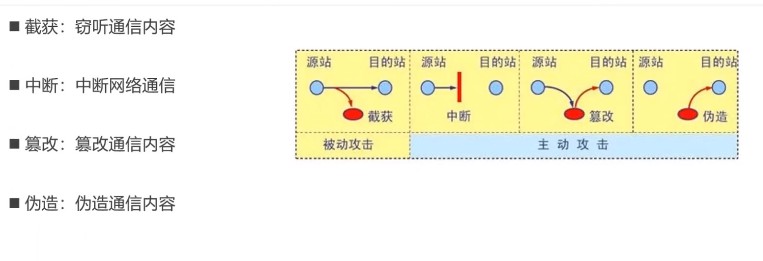 ■ 截获：窃听通信内容
■ 中断：中断网络通信
■ 篡改：篡改通信内容
■ 伪造：伪造通信内容
源站 目的站 源站 目的站 源站 目的站 源站 目的站
截获 中断 篡改 伪造
被动攻击 主动攻击